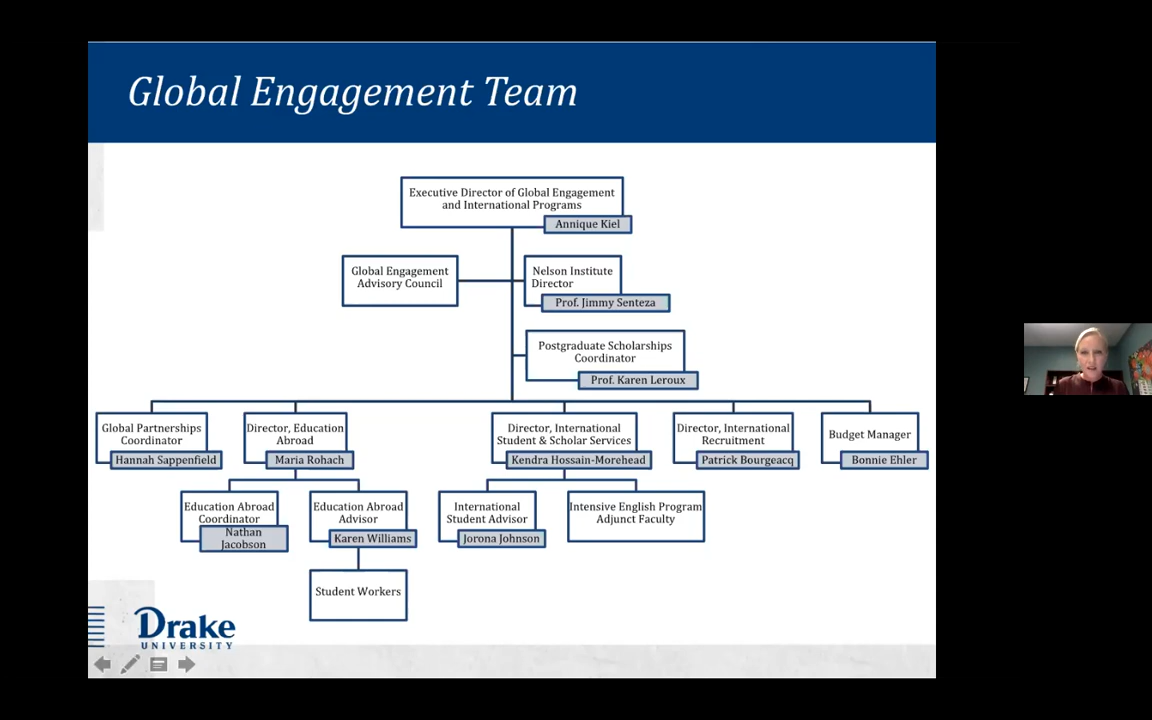 Global Engagement Team
Executive Director of Global Engagement
and International Programs
Annique Kiel
Global Engagement
Advisory Council
Nelson Institute
Director
Prof. Jimmy Senteza
Postgraduate Scholarships
Coordinator
Prof. Karen Leroux
Global Partnerships
Coordinator
Hannah Sappenfield
Director, Education
Abroad
Maria Rohach
Director, International
Student & Scholar Services
Kendra Hossain-Morehead
Director, International
Recruitment
Patrick Bourgeacq
Budget Manager
Bonnie Ehler
Education Abroad
Coordinator
Nathan
Jacobson
Education Abroad
Advisor
Karen Williams
International
Student Advisor
Jorona Johnson
Intensive English Program
Adjunct Faculty
Student Workers
Drake
UNIVERSITY